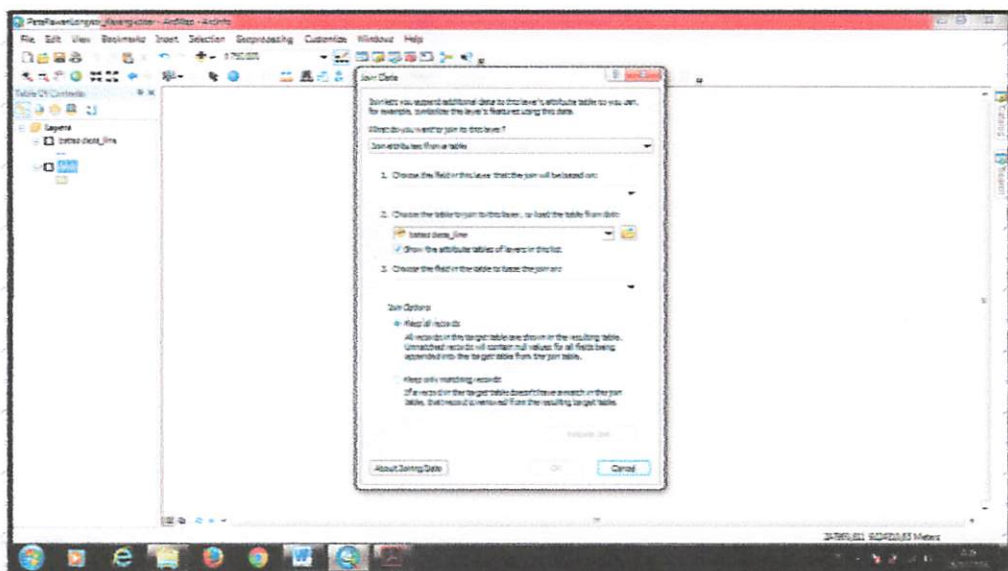 PetaRawanLongsor_Karangkobar - ArcMap - ArcInfo
File Edit View Bookmarks Insert Selection Geoprocessing Customize Windows Help
Table Of Contents
Layers
batas desa_line
Join Data
Join lets you append additional data to this layer's attribute table so you can,
for example, symbolize the layer's features using this data.
What do you want to join to this layer?
Join attributes from a table
1. Choose the field in this layer that the join will be based on:
2. Choose the table to join to this layer, or load the table from disk:
batas desa_line
Show the attribute tables of layers in this list
3. Choose the field in the table to base the join on:
Join Options
Keep all records
All records in the target table are shown in the resulting table.
Unmatched records will contain null values for all fields being
appended into the target table from the join table.
Keep only matching records
If a record in the target table doesn't have a match in the join
table, that record is removed from the resulting target table.
Validate Join
About Joining Data
OK
Cancel
Catalog
Search
Meters